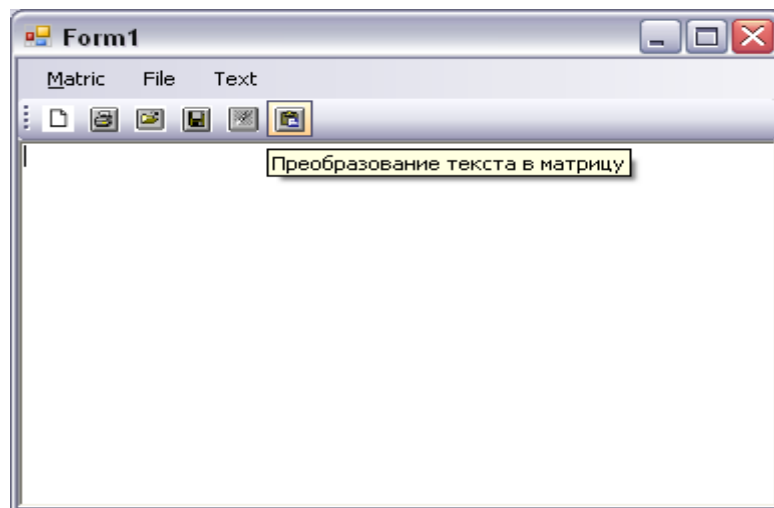 Form1
Matric File Text
Преобразование текста в матрицу